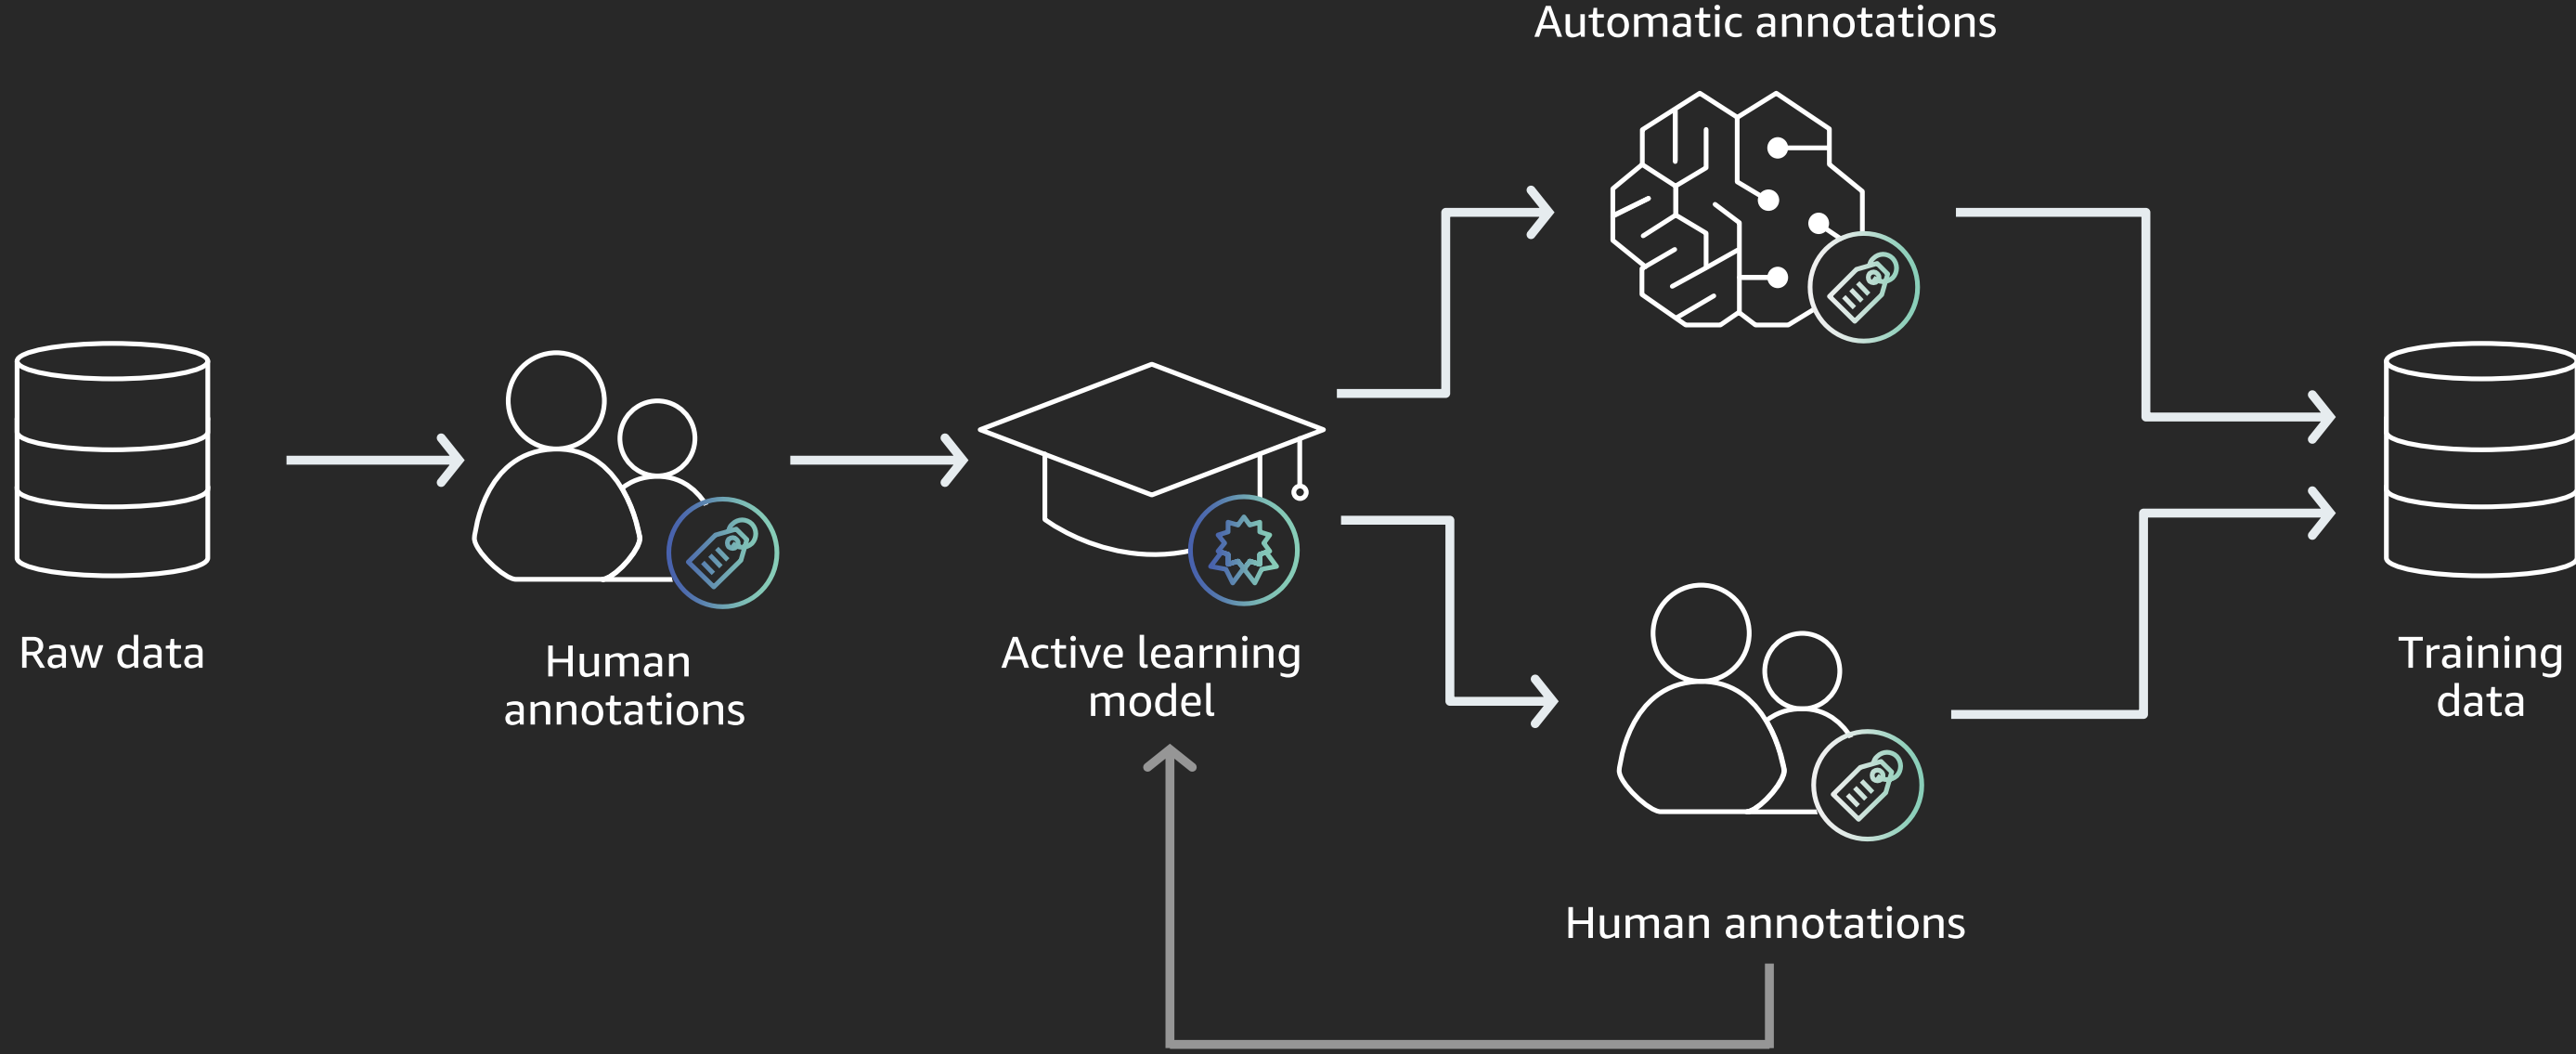 Automatic annotations
Raw data
Human
annotations
Active learning
model
Training
data
Human annotations